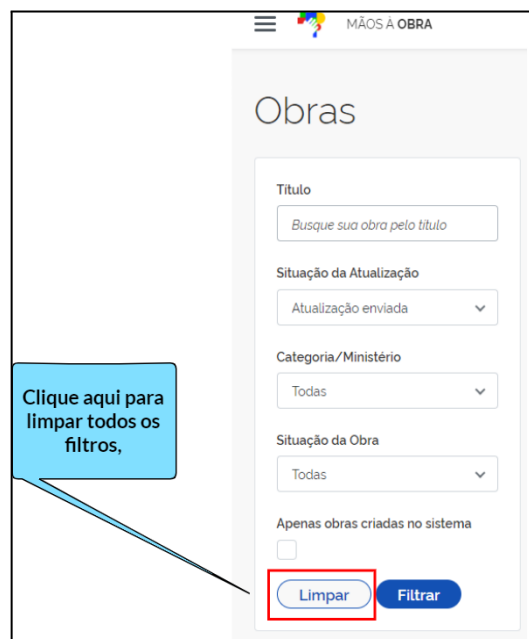 MÃOS À OBRA
Obras
Título
Busque sua obra pelo título
Situação da Atualização
Atualização enviada
Categoria/Ministério
Todas
Situação da Obra
Todas
Apenas obras criadas no sistema
Limpar
Filtrar
Clique aqui para
limpar todos os
filtros,